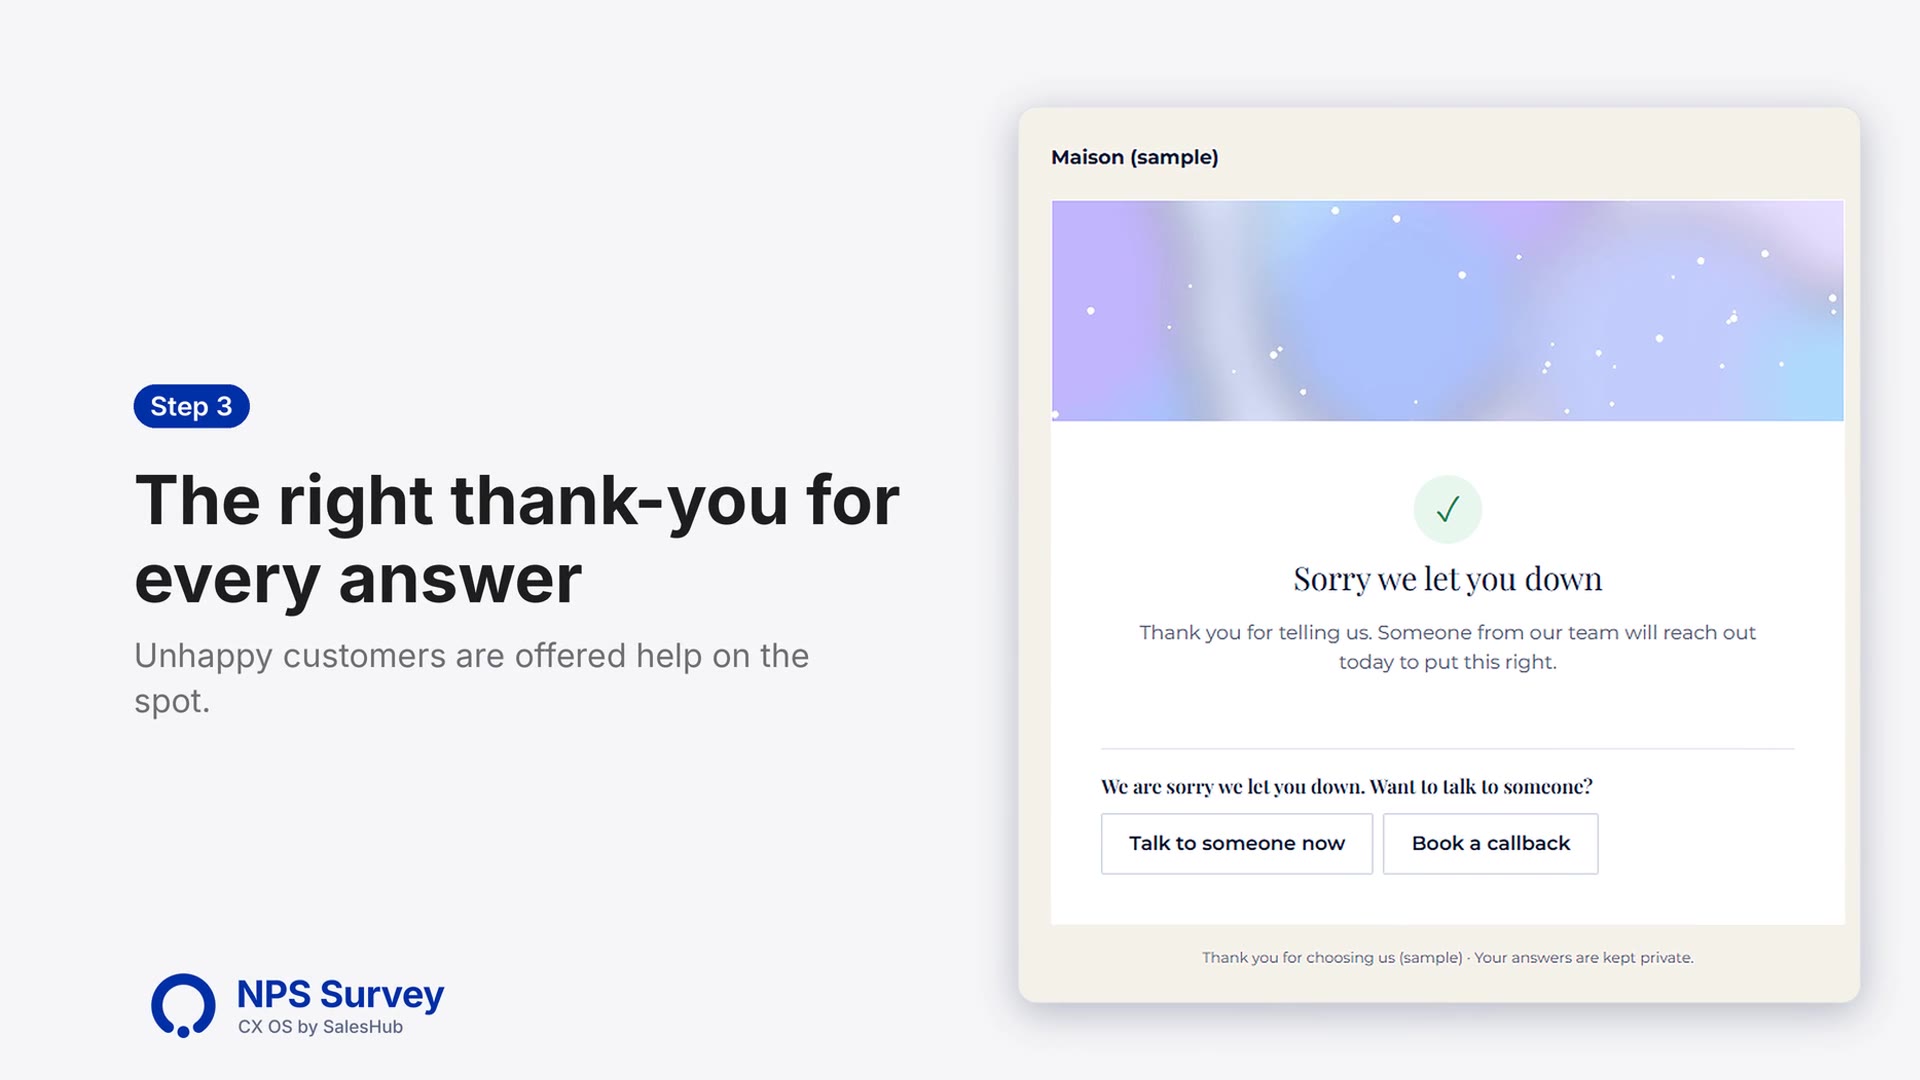 Step 3
The right thank-you for
every answer
Unhappy customers are offered help on the
spot.
NPS Survey
CX OS by SalesHub
Maison (sample)
Sorry we let you down
Thank you for telling us. Someone from our team will reach out
today to put this right.
We are sorry we let you down. Want to talk to someone?
Talk to someone now
Book a callback
Thank you for choosing us (sample) · Your answers are kept private.